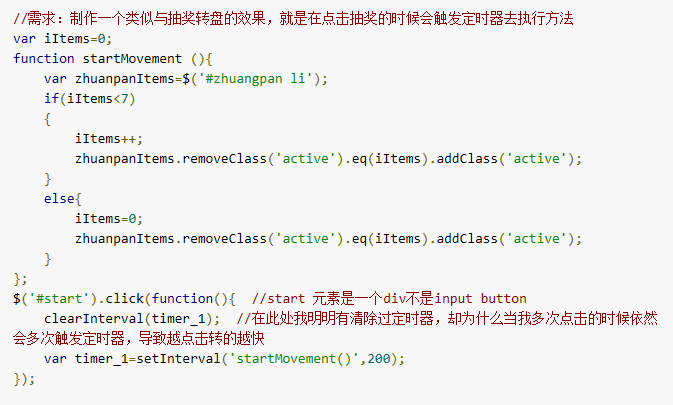 //需求：制作一个类似与抽奖转盘的效果，就是在点击抽奖的时候会触发定时器去执行方法
var iItems=0;
function startMovement (){
    var zhuanpanItems=$('#zhuangpan li');
    if(iItems<7)
    {
        iItems++;
        zhuanpanItems.removeClass('active').eq(iItems).addClass('active');
    }
    else{
        iItems=0;
        zhuanpanItems.removeClass('active').eq(iItems).addClass('active');
    }
};
$('#start').click(function(){  //start 元素是一个div不是input button
    clearInterval(timer_1);  //在此处我明明有清除过定时器，却为什么当我多次点击的时候依然
会多次触发定时器，导致越点击转的越快
    var timer_1=setInterval('startMovement()',200);
});